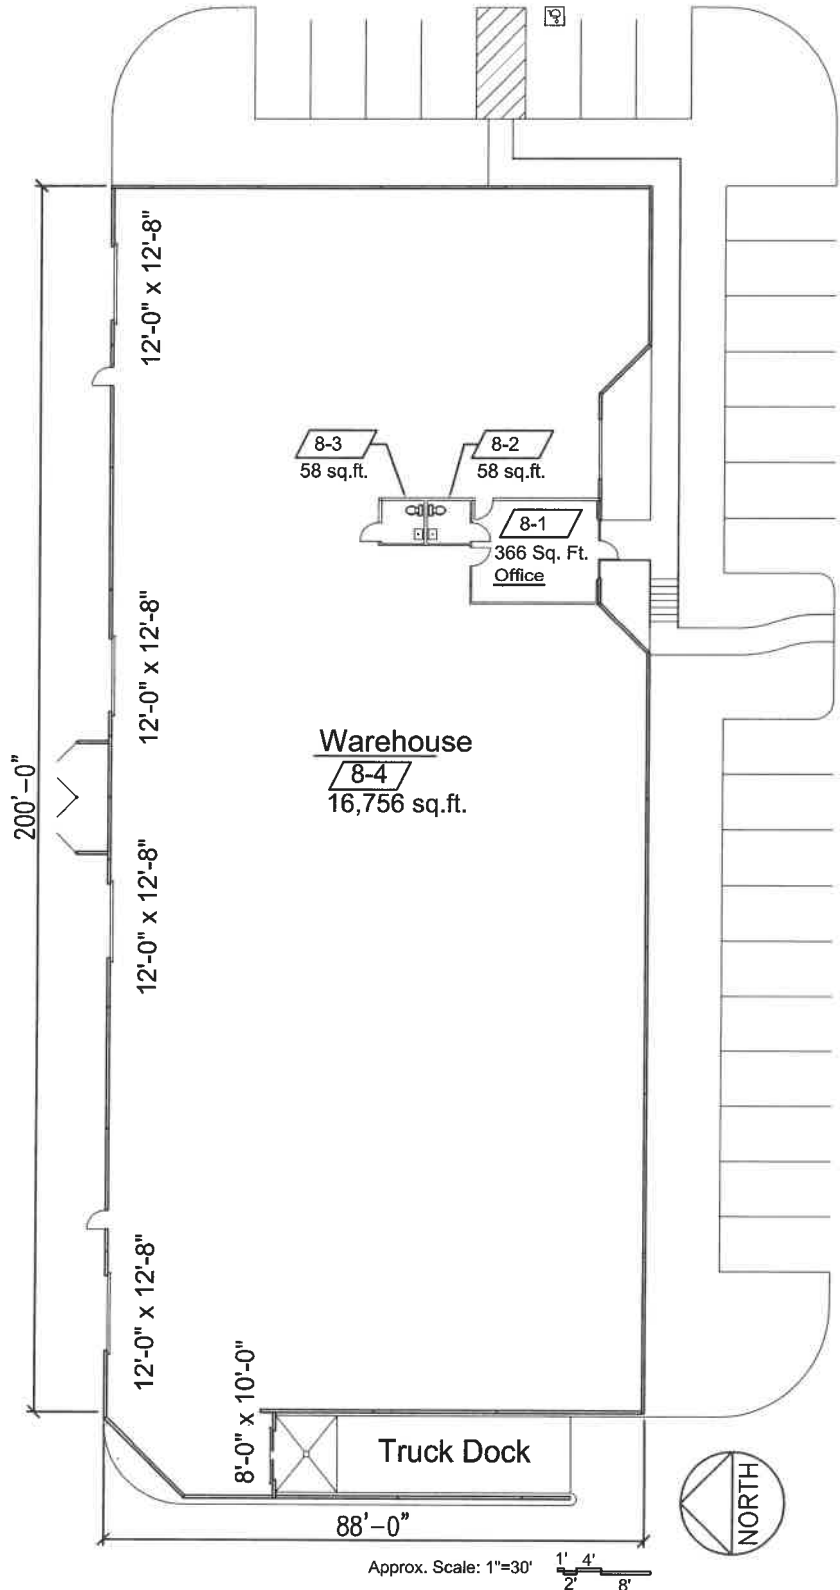 12'-0" x 12'-8"
8-3
58 sq.ft.
8-2
58 sq.ft.
8-1
366 Sq. Ft.
Office
12'-0" x 12'-8"
Warehouse
8-4
16,756 sq.ft.
200'-0"
12'-0" x 12'-8"
12'-0" x 12'-8"
8'-0" x 10'-0"
Truck Dock
NORTH
88'-0"
Approx. Scale: 1"=30'
1' 4'
2' 8'